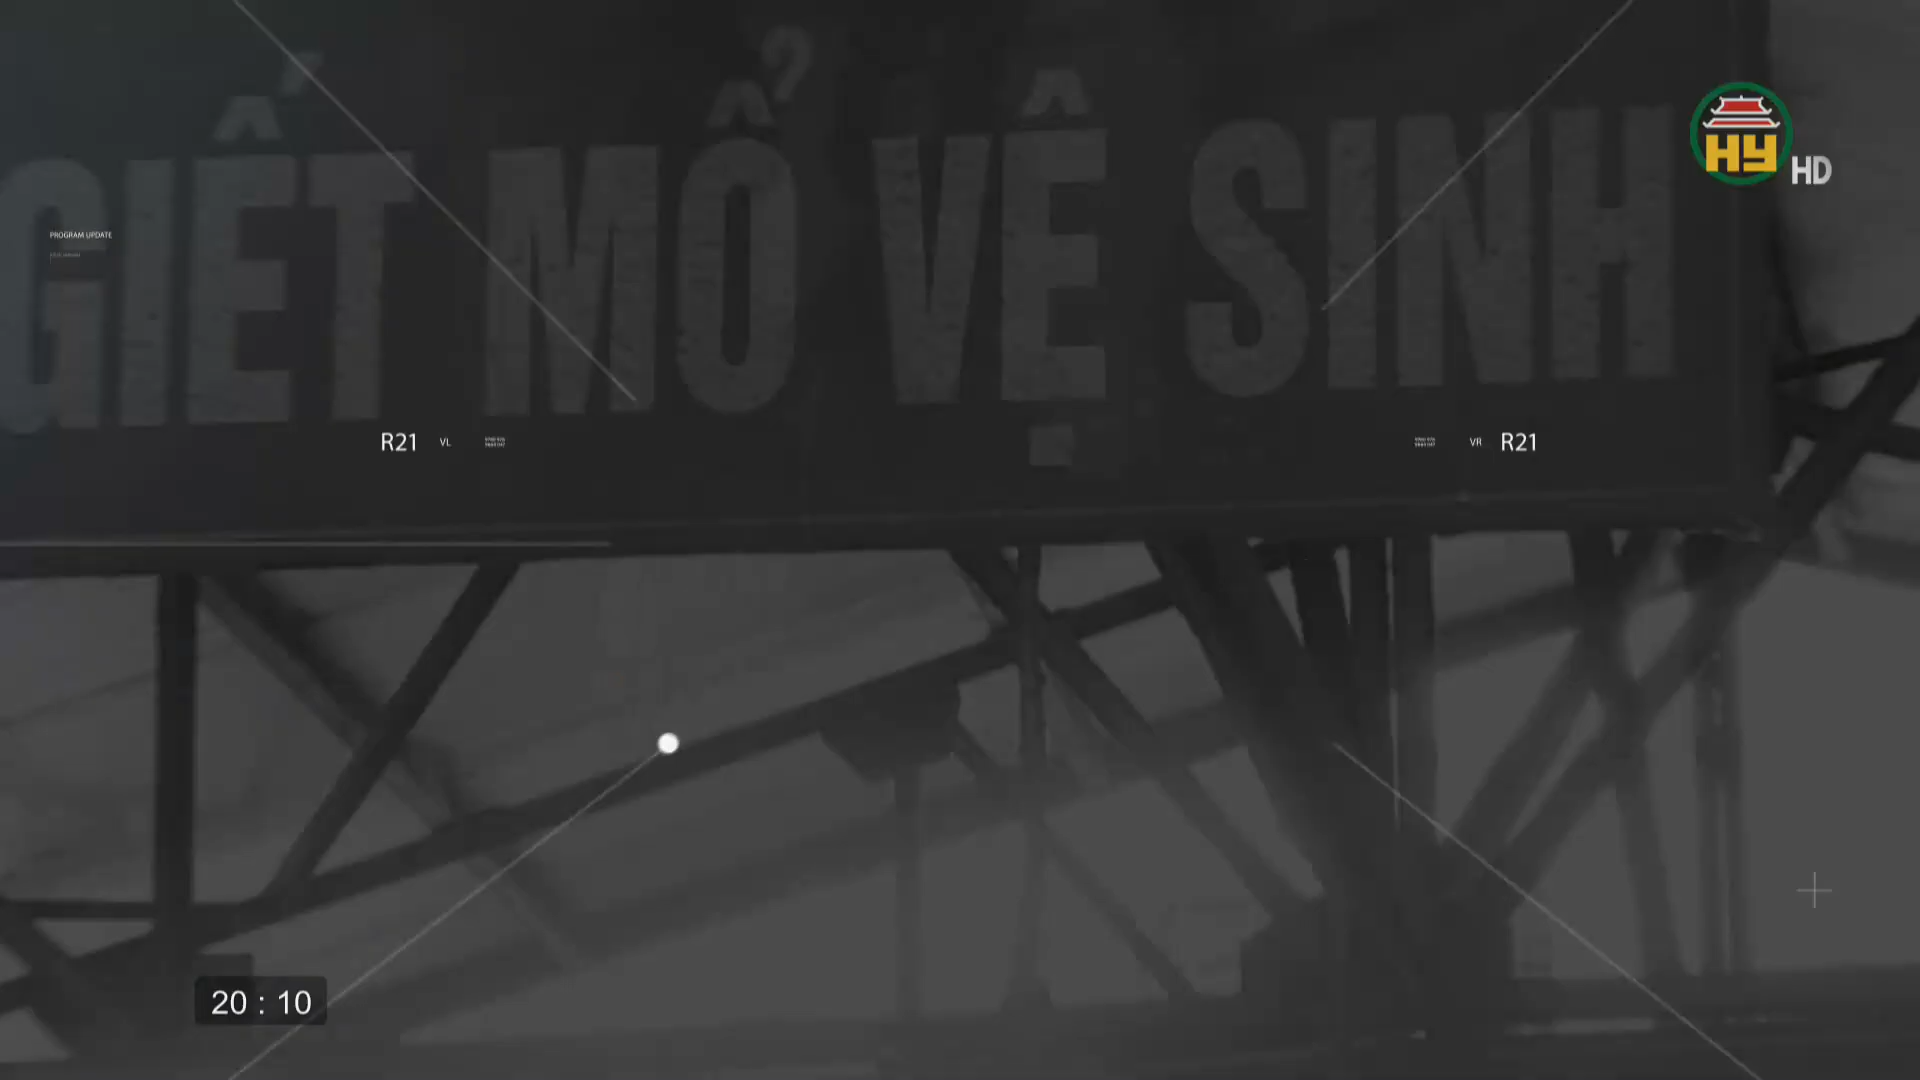 GIẾT MỔ VỆ SINH
HY HD
PROGRAM UPDATE
R21 VL
VR R21
20 : 10